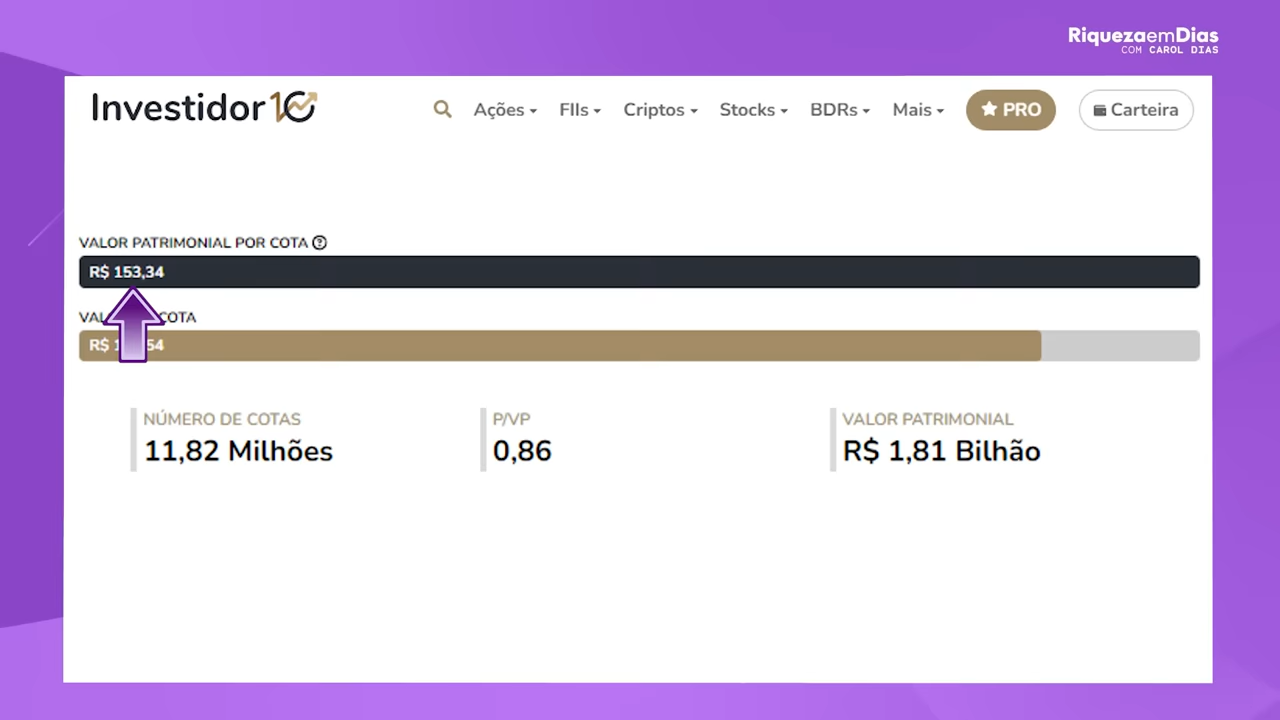 RiquezaemDias
COM CAROL DIAS
Investidor10
Ações FIIs Criptos Stocks BDRs Mais PRO Carteira
VALOR PATRIMONIAL POR COTA ?
R$ 153,34
COTA
R$
NÚMERO DE COTAS
11,82 Milhões
P/VP
0,86
VALOR PATRIMONIAL
R$ 1,81 Bilhão